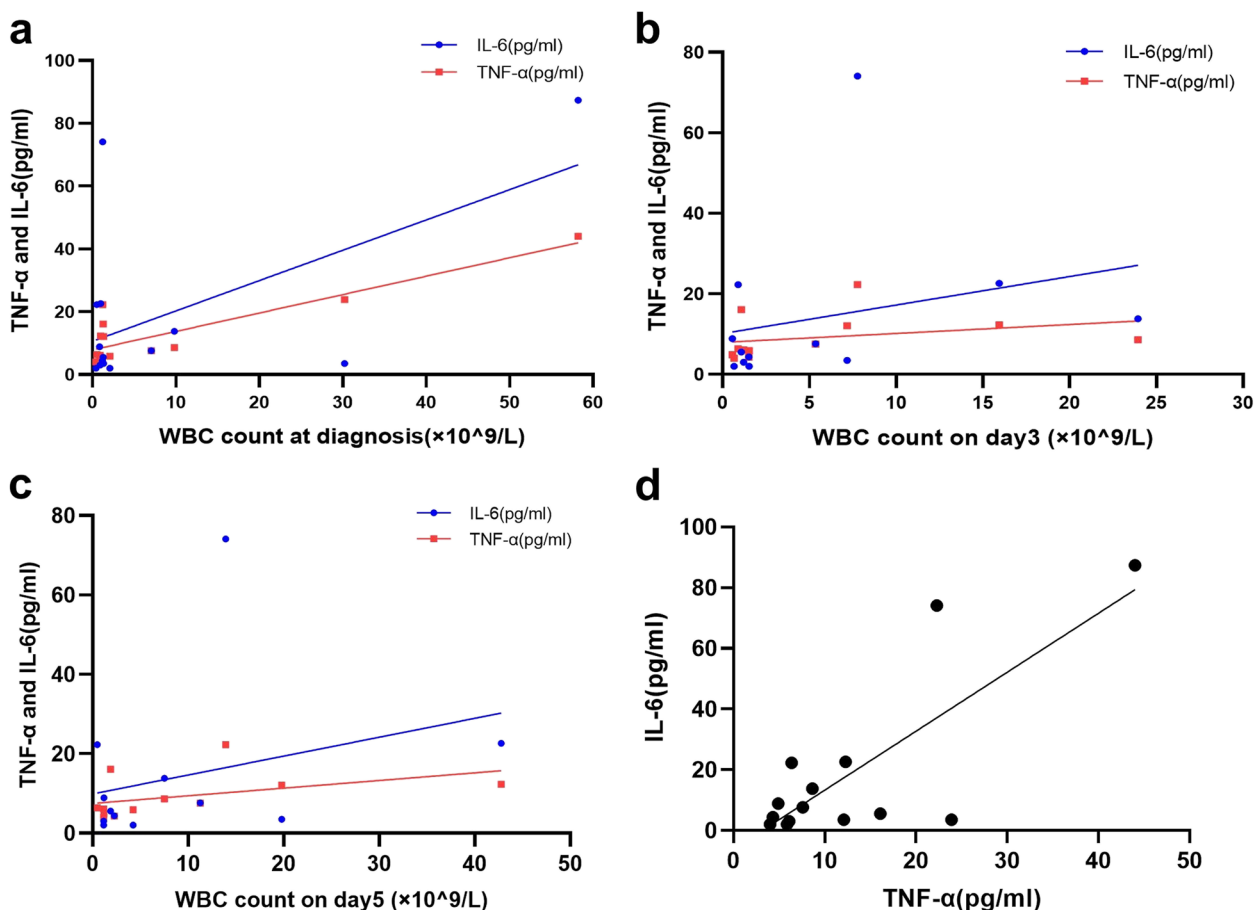 a
IL-6(pg/ml)
TNF-α(pg/ml)
TNF-α and IL-6(pg/ml)
100
80
60
40
20
0
0 10 20 30 40 50 60
WBC count at diagnosis(×10^9/L)
b
IL-6(pg/ml)
TNF-α(pg/ml)
TNF-α and IL-6(pg/ml)
80
60
40
20
0
0 5 10 15 20 25 30
WBC count on day3 (×10^9/L)
c
IL-6(pg/ml)
TNF-α(pg/ml)
TNF-α and IL-6(pg/ml)
80
60
40
20
0
0 10 20 30 40 50
WBC count on day5 (×10^9/L)
d
IL-6(pg/ml)
100
80
60
40
20
0
0 10 20 30 40 50
TNF-α(pg/ml)